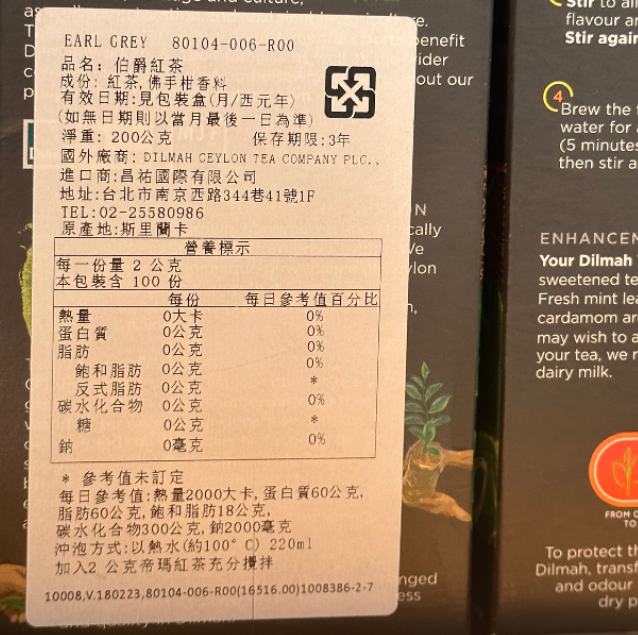 EARL GREY 80104-006-R00
品名: 伯爵紅茶
成份: 紅茶,佛手柑香料
有效日期:見包裝盒(月/西元年)
(如無日期則以當月最後一日為準)
淨重: 200公克 保存期限:3年
國外廠商: DILMAH CEYLON TEA COMPANY PLC.,
進口商:昌祐國際有限公司
地址:台北市南京西路344巷41號1F
TEL:02-25580986
原產地:斯里蘭卡
營養標示
每一份量 2 公克
本包裝含 100 份
每份 每日參考值百分比
熱量 0大卡 0%
蛋白質 0公克 0%
脂肪 0公克 0%
飽和脂肪 0公克 0%
反式脂肪 0公克 *
碳水化合物 0公克 0%
糖 0公克 *
鈉 0毫克 0%
* 參考值未訂定
每日參考值:熱量2000大卡,蛋白質60公克,
脂肪60公克,飽和脂肪18公克,
碳水化合物300公克,鈉2000毫克
沖泡方式:以熱水(約100°C) 220ml
加入2 公克帝瑪紅茶充分攪拌
10008,V.180223,80104-006-R00(16516.00)1008386-2-7
out our
Stir to
flavour
Stir again
4
Brew the
water for
(5 minutes
then stir a
ENHANCEN
Your Dilmah
sweetened te
Fresh mint lea
cardamom
may wish to a
your tea, we r
dairy milk.
FROM
TO
To protect
Dilmah, transf
and odour
dry